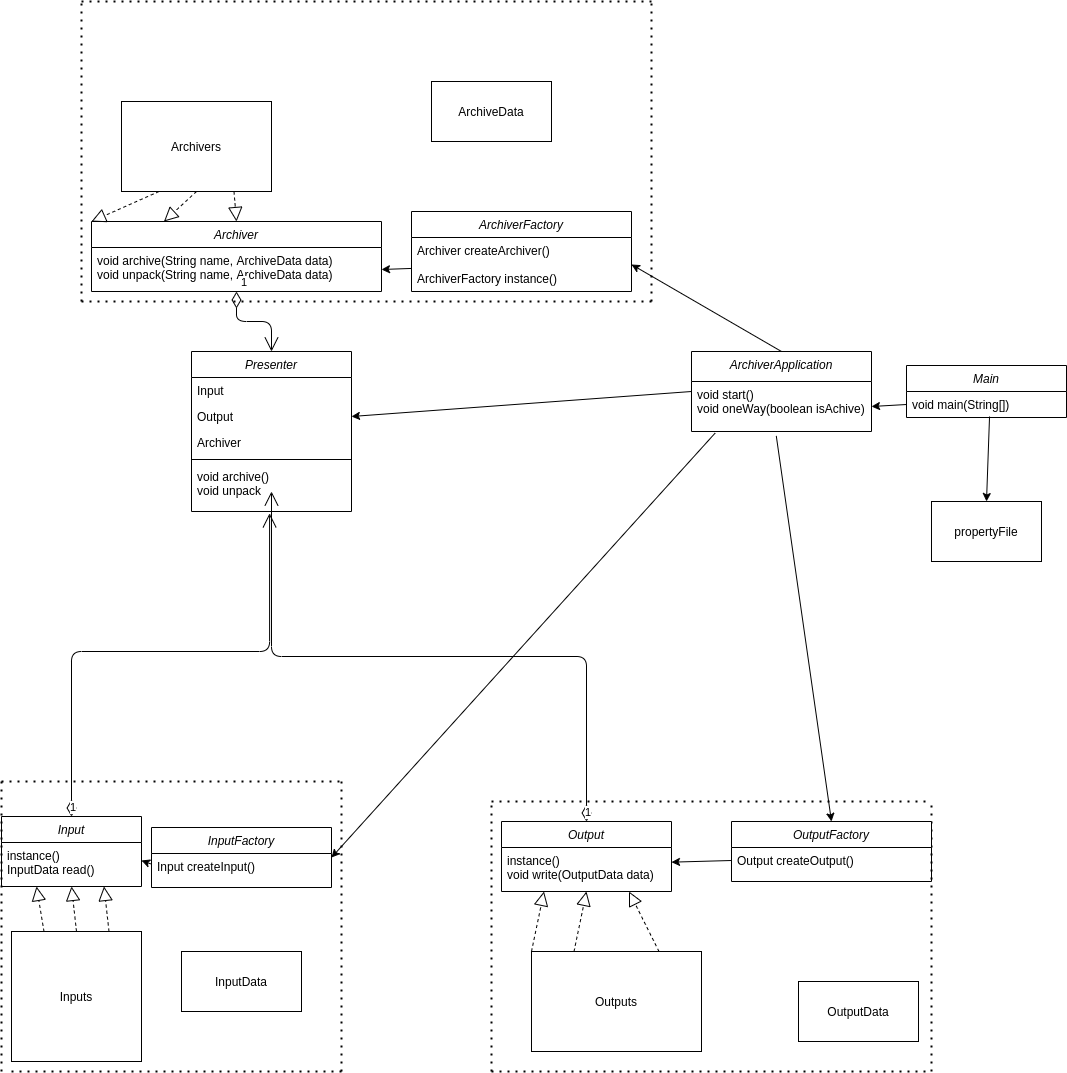 ArchiveData
Archivers
Archiver
void archive(String name, ArchiveData data)
void unpack(String name, ArchiveData data)
1
ArchiverFactory
Archiver createArchiver()
ArchiverFactory instance()
Presenter
Input
Output
Archiver
void archive()
void unpack
ArchiverApplication
void start()
void oneWay(boolean isAchive)
Main
void main(String[])
propertyFile
1
Input
instance()
InputData read()
InputFactory
Input createInput()
Inputs
InputData
1
Output
instance()
void write(OutputData data)
OutputFactory
Output createOutput()
Outputs
OutputData